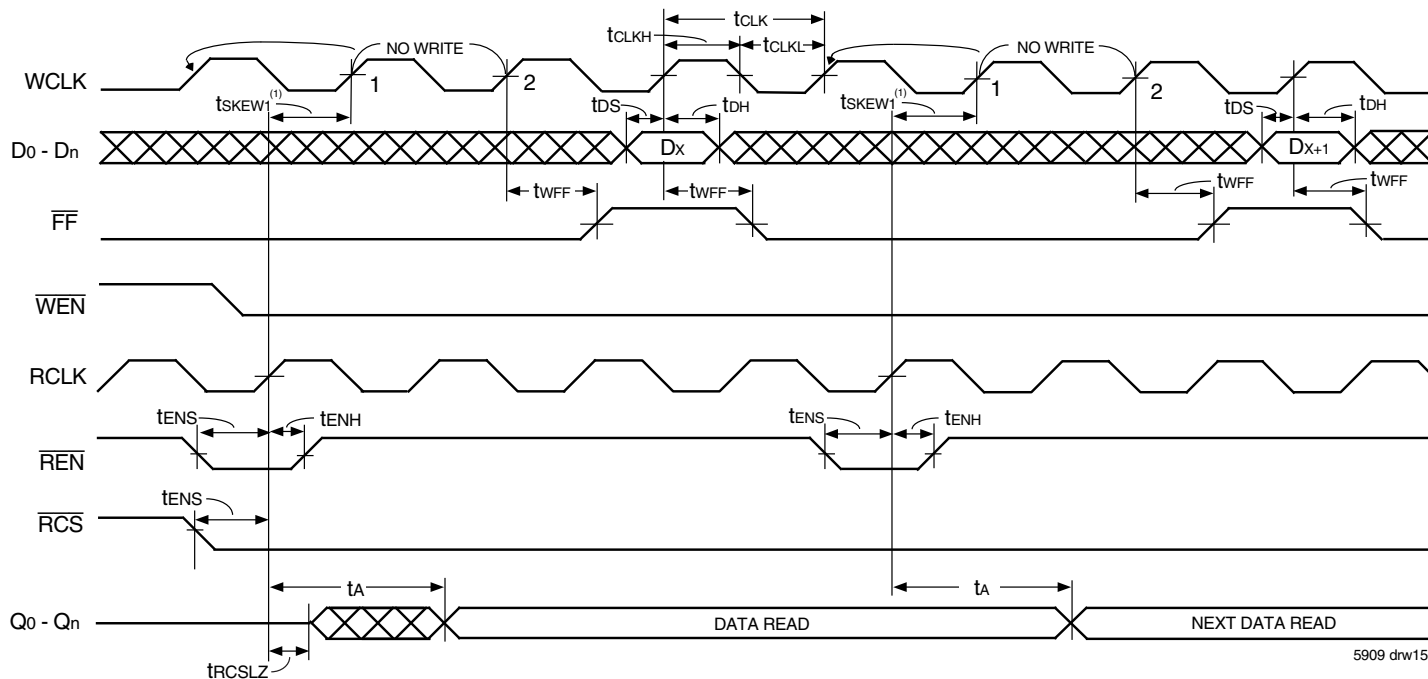 tCLK
tCLKH
tCLKL
NO WRITE
NO WRITE
WCLK
1
2
1
2
tSKEW1(1)
tDS
tDH
tSKEW1(1)
tDS
tDH
D0 - Dn
DX
DX+1
tWFF
tWFF
tWFF
tWFF
FF
WEN
RCLK
tENS
tENH
tENS
tENH
REN
tENS
RCS
tA
tA
Q0 - Qn
DATA READ
NEXT DATA READ
tRCSLZ
5909 drw15